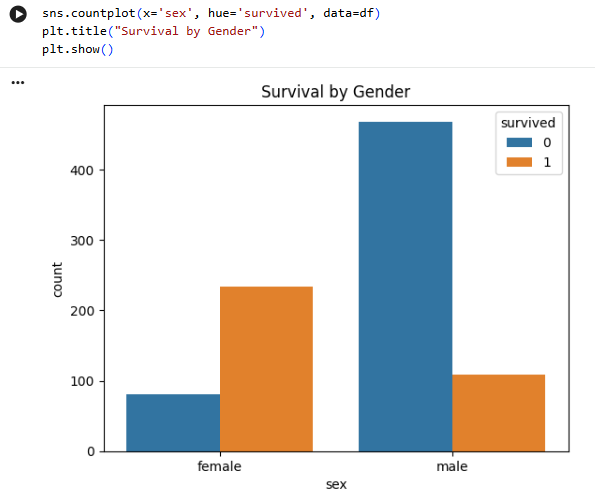 sns.countplot(x='sex', hue='survived', data=df)
plt.title("Survival by Gender")
plt.show()
...
Survival by Gender
survived
0
1
400
300
200
100
0
count
female
male
sex